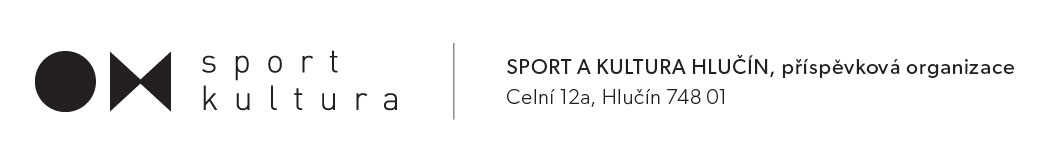 sport
kultura
SPORT A KULTURA HLUČÍN, příspěvková organizace
Celní 12a, Hlučín 748 01